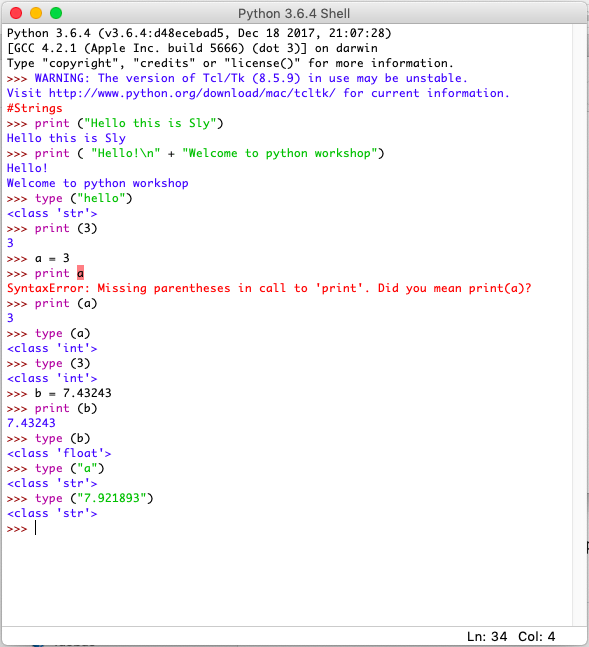 Python 3.6.4 Shell
Python 3.6.4 (v3.6.4:d48ecebad5, Dec 18 2017, 21:07:28)
[GCC 4.2.1 (Apple Inc. build 5666) (dot 3)] on darwin
Type "copyright", "credits" or "license()" for more information.
>>> WARNING: The version of Tcl/Tk (8.5.9) in use may be unstable.
Visit http://www.python.org/download/mac/tcltk/ for current information.
#Strings
>>> print ("Hello this is Sly")
Hello this is Sly
>>> print ( "Hello!\n" + "Welcome to python workshop")
Hello!
Welcome to python workshop
>>> type ("hello")
<class 'str'>
>>> print (3)
3
>>> a = 3
>>> print a
SyntaxError: Missing parentheses in call to 'print'. Did you mean print(a)?
>>> print (a)
3
>>> type (a)
<class 'int'>
>>> type (3)
<class 'int'>
>>> b = 7.43243
>>> print (b)
7.43243
>>> type (b)
<class 'float'>
>>> type ("a")
<class 'str'>
>>> type ("7.921893")
<class 'str'>
>>>
Ln: 34 Col: 4